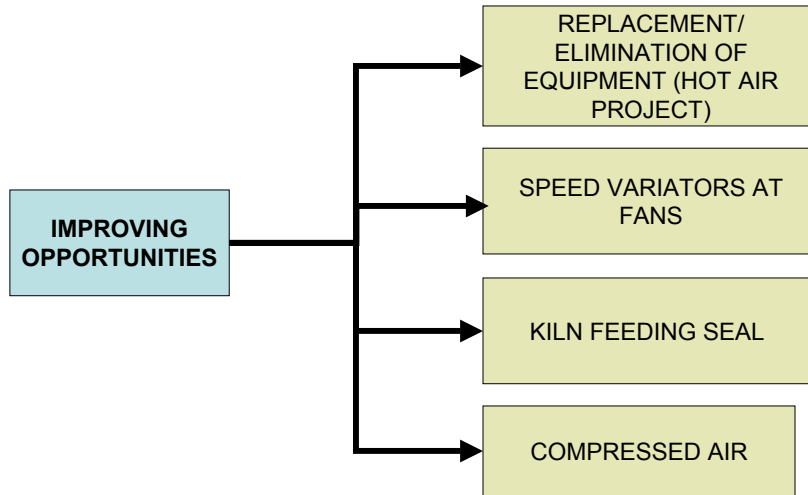 REPLACEMENT/
ELIMINATION OF
EQUIPMENT (HOT AIR
PROJECT)
SPEED VARIATORS AT
FANS
IMPROVING
OPPORTUNITIES
KILN FEEDING SEAL
COMPRESSED AIR